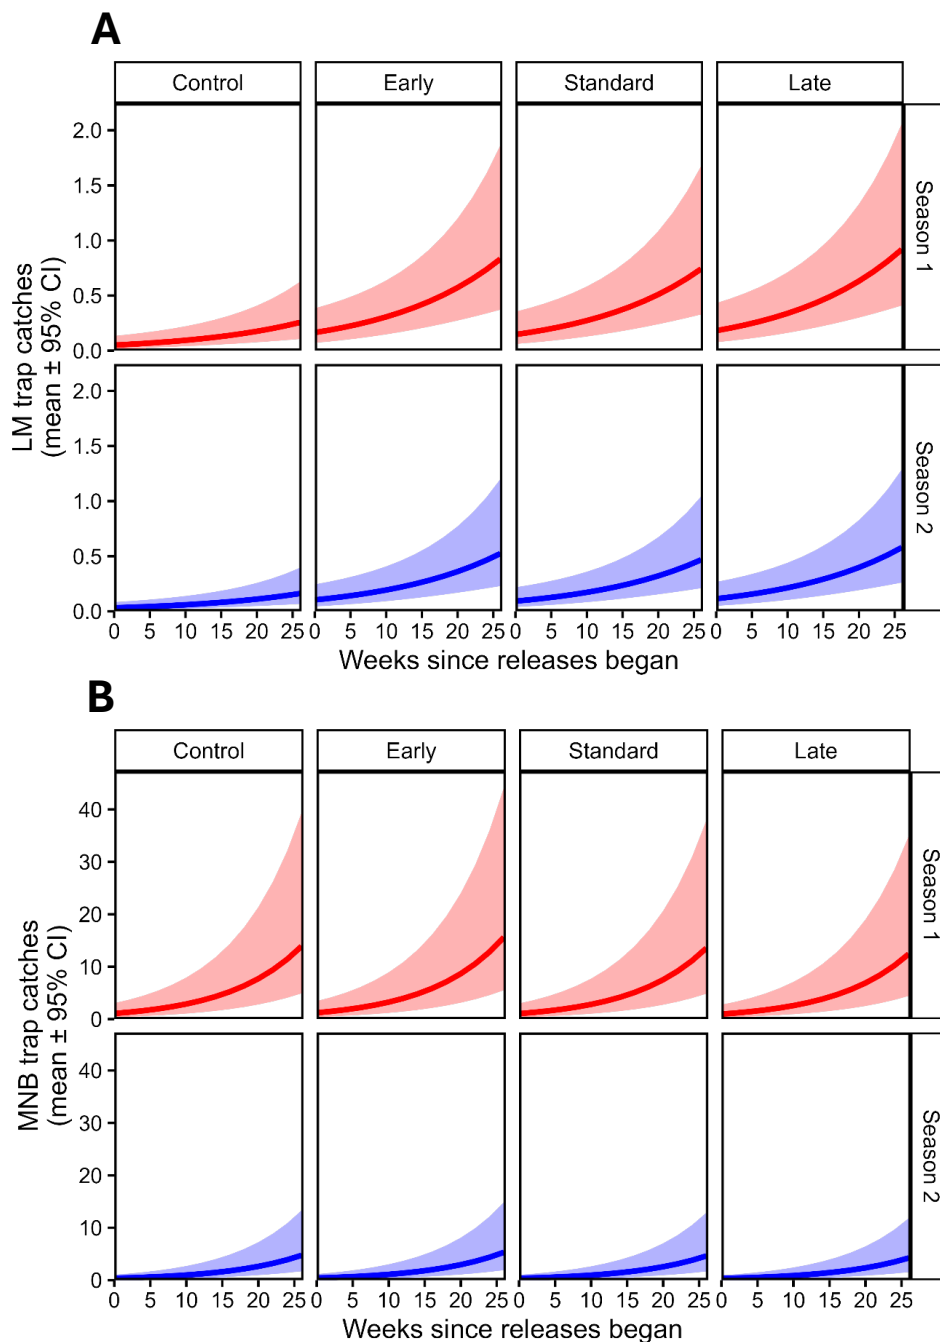 A
Control Early Standard Late
LM trap catches
(mean ± 95% CI)
2.0
1.5
1.0
0.5
0.0
Season 1
2.0
1.5
1.0
0.5
0.0
Season 2
0 5 10 15 20 25 0 5 10 15 20 25 0 5 10 15 20 25 0 5 10 15 20 25
Weeks since releases began
B
Control Early Standard Late
MNB trap catches
(mean ± 95% CI)
40
30
20
10
0
Season 1
40
30
20
10
0
Season 2
0 5 10 15 20 25 0 5 10 15 20 25 0 5 10 15 20 25 0 5 10 15 20 25
Weeks since releases began